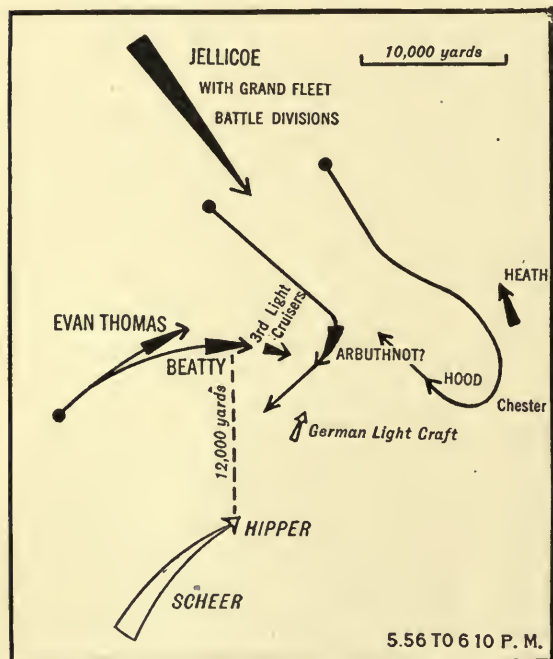 JELLICOE
WITH GRAND FLEET
BATTLE DIVISIONS
10,000 yards
HEATH
3rd Light
Cruisers
EVAN THOMAS
BEATTY
ARBUTHNOT?
HOOD
Chester
12,000 yards
German Light Craft
HIPPER
SCHEER
5.56 TO 6 10 P. M.